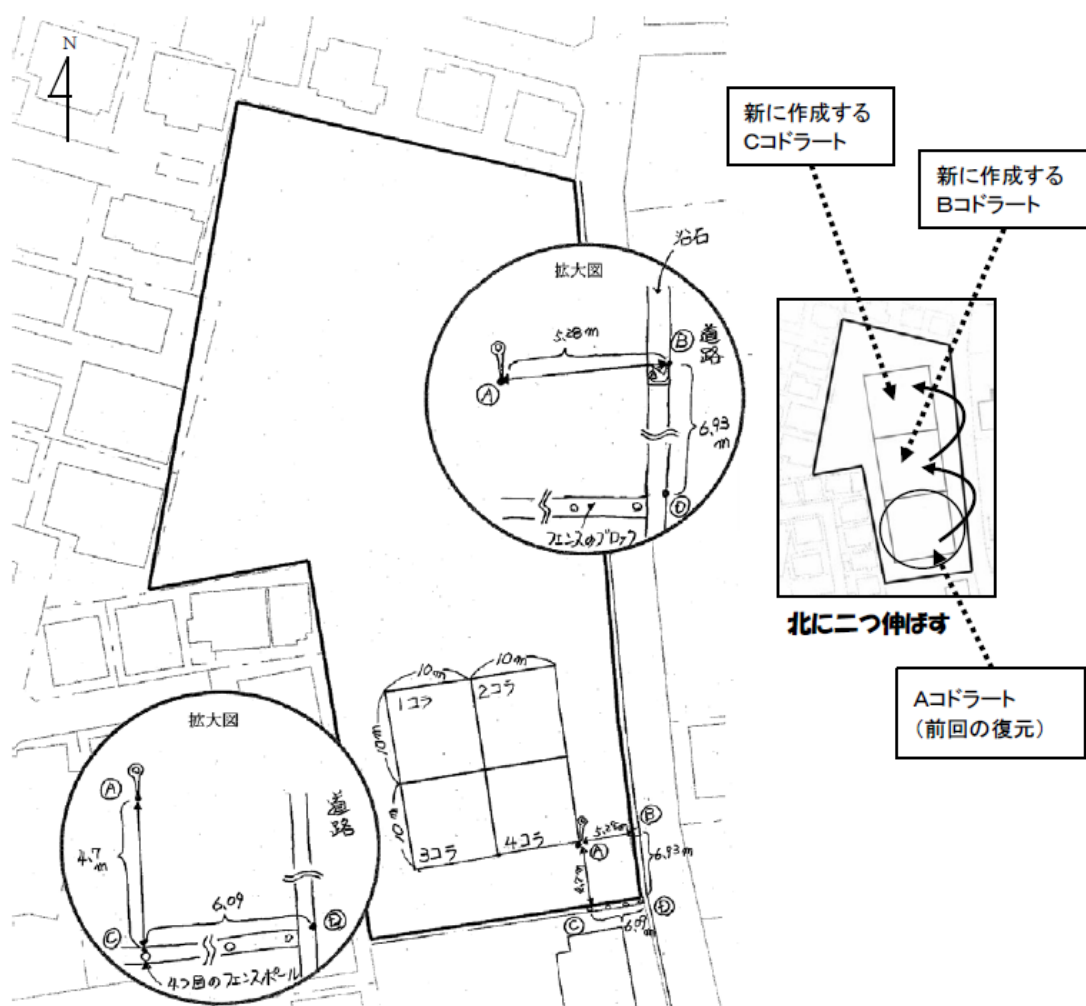 N
新に作成する
Cコドラート
新に作成する
Bコドラート
沿石
拡大図
5.28m
Ⓑ
道路
Ⓐ
6.93
m
Ⓓ
フェンスのブロック
北に二つ伸ばす
Aコドラート
(前回の復元)
10m
10m
1コラ
2コラ
10m
10m
3コラ
4コラ
Ⓐ
5.28m
Ⓑ
6.93m
4.7m
Ⓒ
Ⓓ
6.09
m
拡大図
Ⓐ
道路
4.7
m
6.09
Ⓓ
Ⓒ
4つ目のフェンスポール